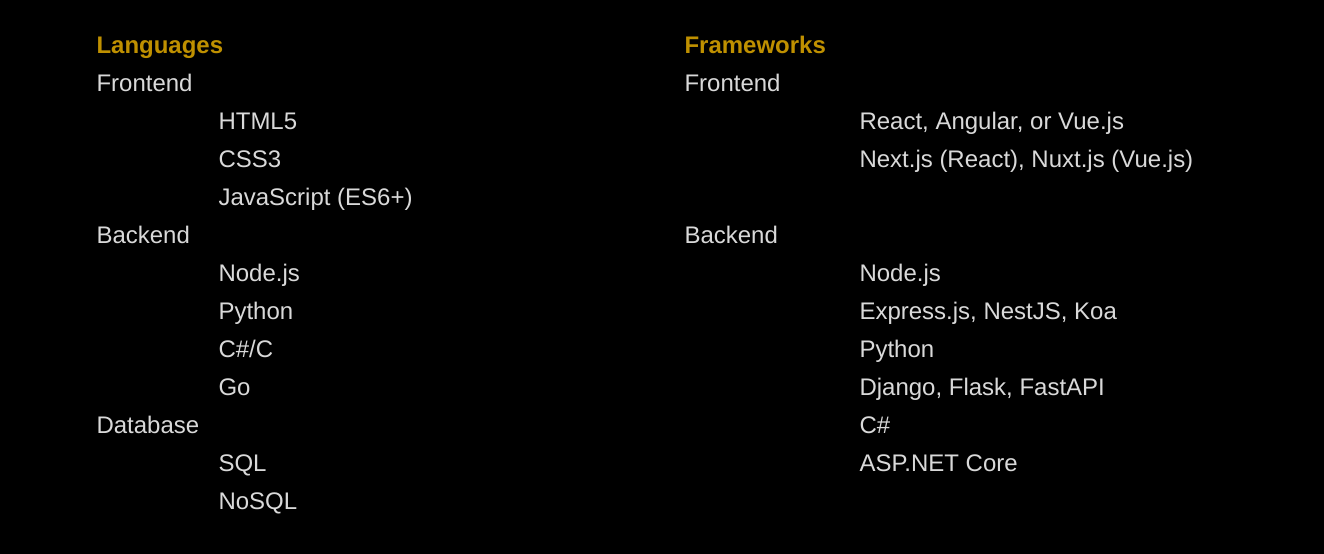 Languages
Frontend
HTML5
CSS3
JavaScript (ES6+)
Backend
Node.js
Python
C#/C
Go
Database
SQL
NoSQL
Frameworks
Frontend
React, Angular, or Vue.js
Next.js (React), Nuxt.js (Vue.js)
Backend
Node.js
Express.js, NestJS, Koa
Python
Django, Flask, FastAPI
C#
ASP.NET Core